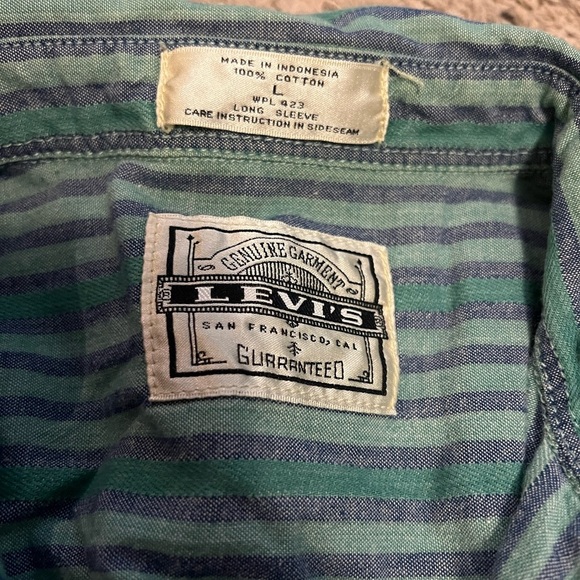 MADE IN INDONESIA
100% COTTON
L
WPL 423
LONG SLEEVE
CARE INSTRUCTION IN SIDESEAM
GENUINE GARMENT
LEVI'S
SAN FRANCISCO, CAL
GUARANTEED